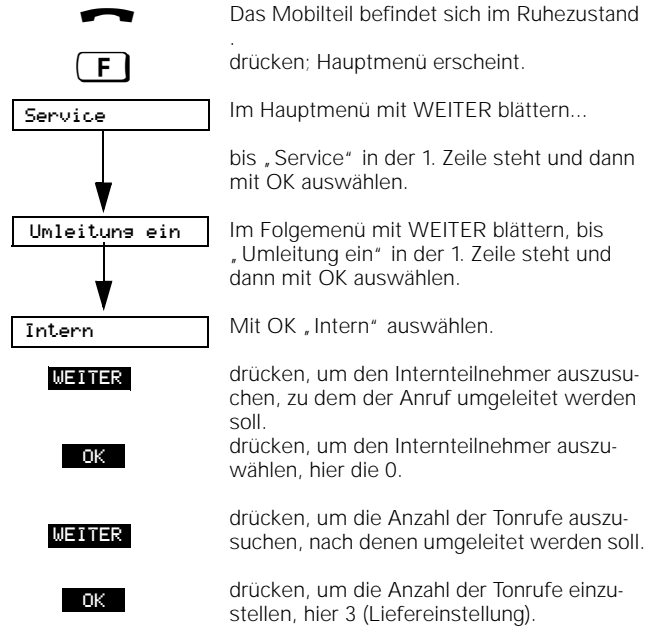 Das Mobilteil befindet sich im Ruhezustand
.
F
drücken; Hauptmenü erscheint.
Service
Im Hauptmenü mit WEITER blättern...
bis „Service“ in der 1. Zeile steht und dann
mit OK auswählen.
Umleitung ein
Im Folgemenü mit WEITER blättern, bis
„Umleitung ein“ in der 1. Zeile steht und
dann mit OK auswählen.
Intern
Mit OK „Intern“ auswählen.
WEITER
drücken, um den Internteilnehmer auszusu-
chen, zu dem der Anruf umgeleitet werden
soll.
OK
drücken, um den Internteilnehmer auszu-
wählen, hier die 0.
WEITER
drücken, um die Anzahl der Tonrufe auszu-
suchen, nach denen umgeleitet werden soll.
OK
drücken, um die Anzahl der Tonrufe einzu-
stellen, hier 3 (Liefereinstellung).